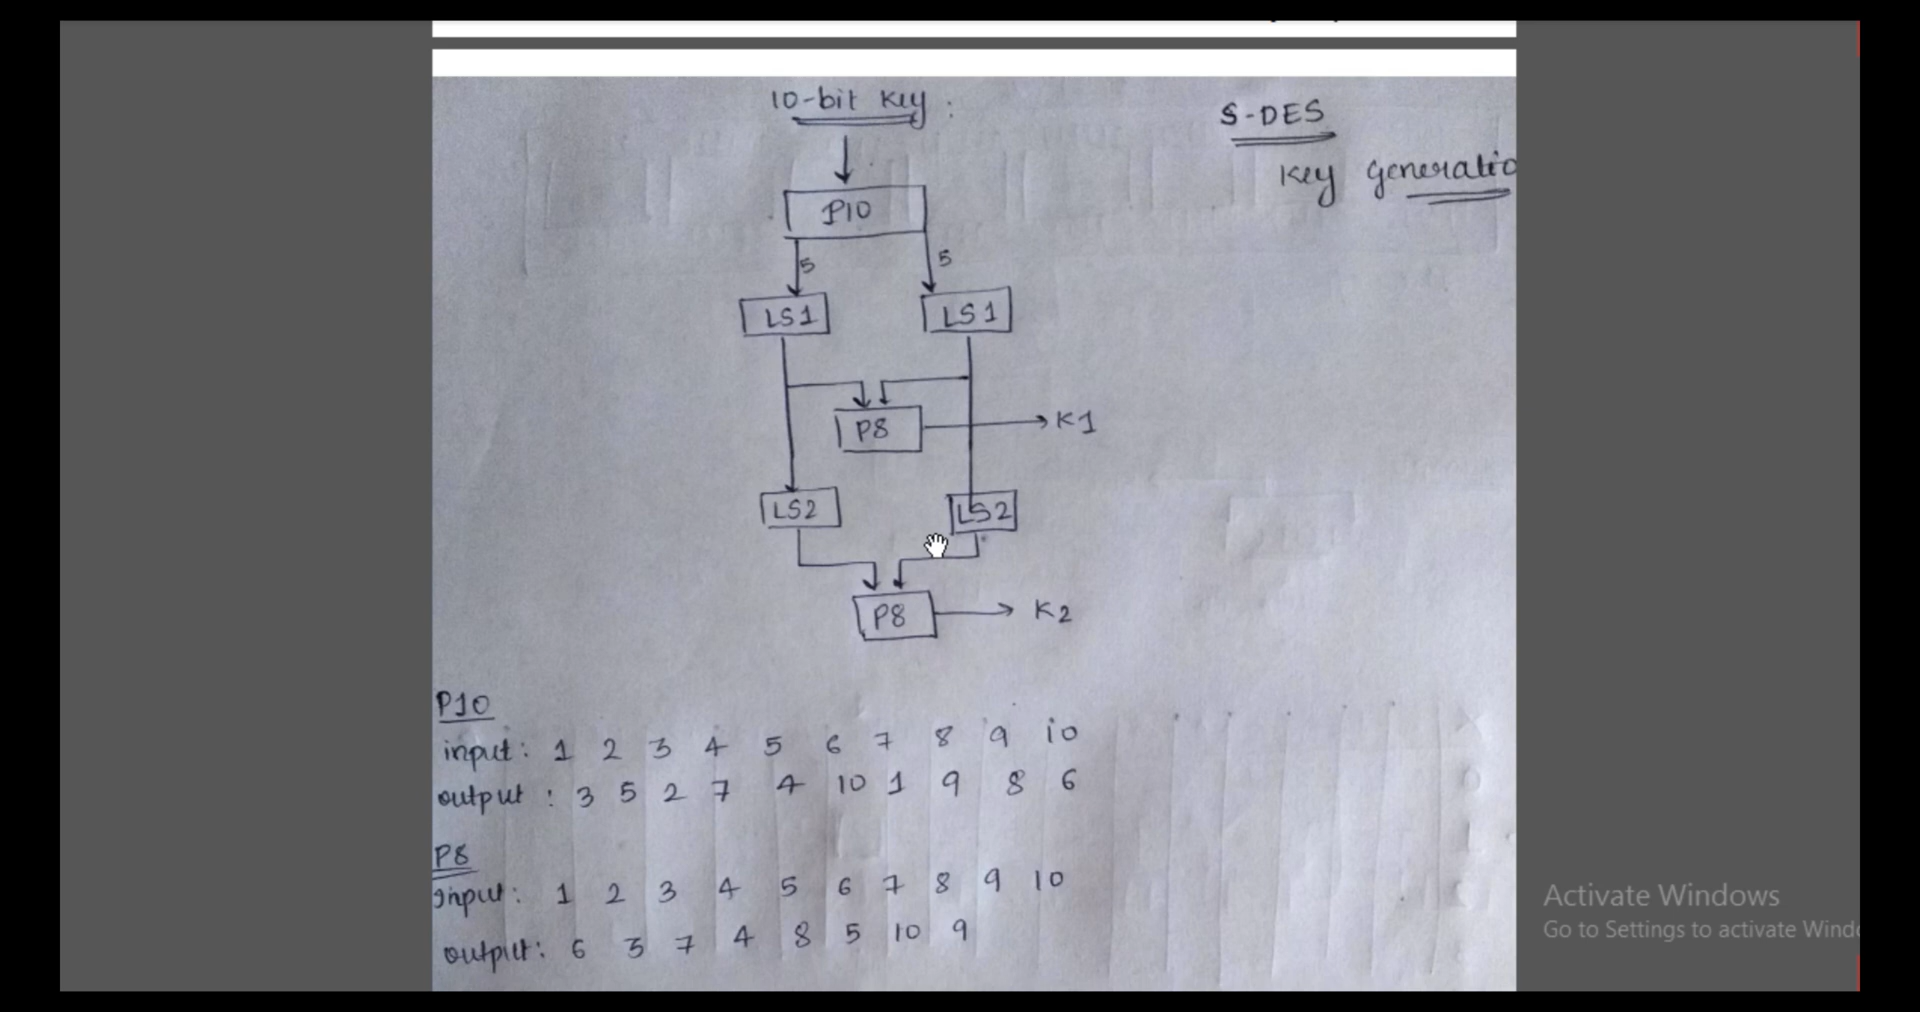 10-bit key :
S-DES
key generatio
P10
5 5
LS1 LS1
P8 K1
LS2 LS2
P8 K2
P10
input: 1 2 3 4 5 6 7 8 9 10
output : 3 5 2 7 4 10 1 9 8 6
P8
Input: 1 2 3 4 5 6 7 8 9 10
output: 6 3 7 4 8 5 10 9
Activate Windows
Go to Settings to activate Windo